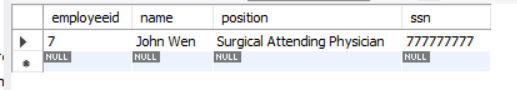 employeeid name position ssn
7 John Wen Surgical Attending Physician 777777777
NULL NULL NULL NULL